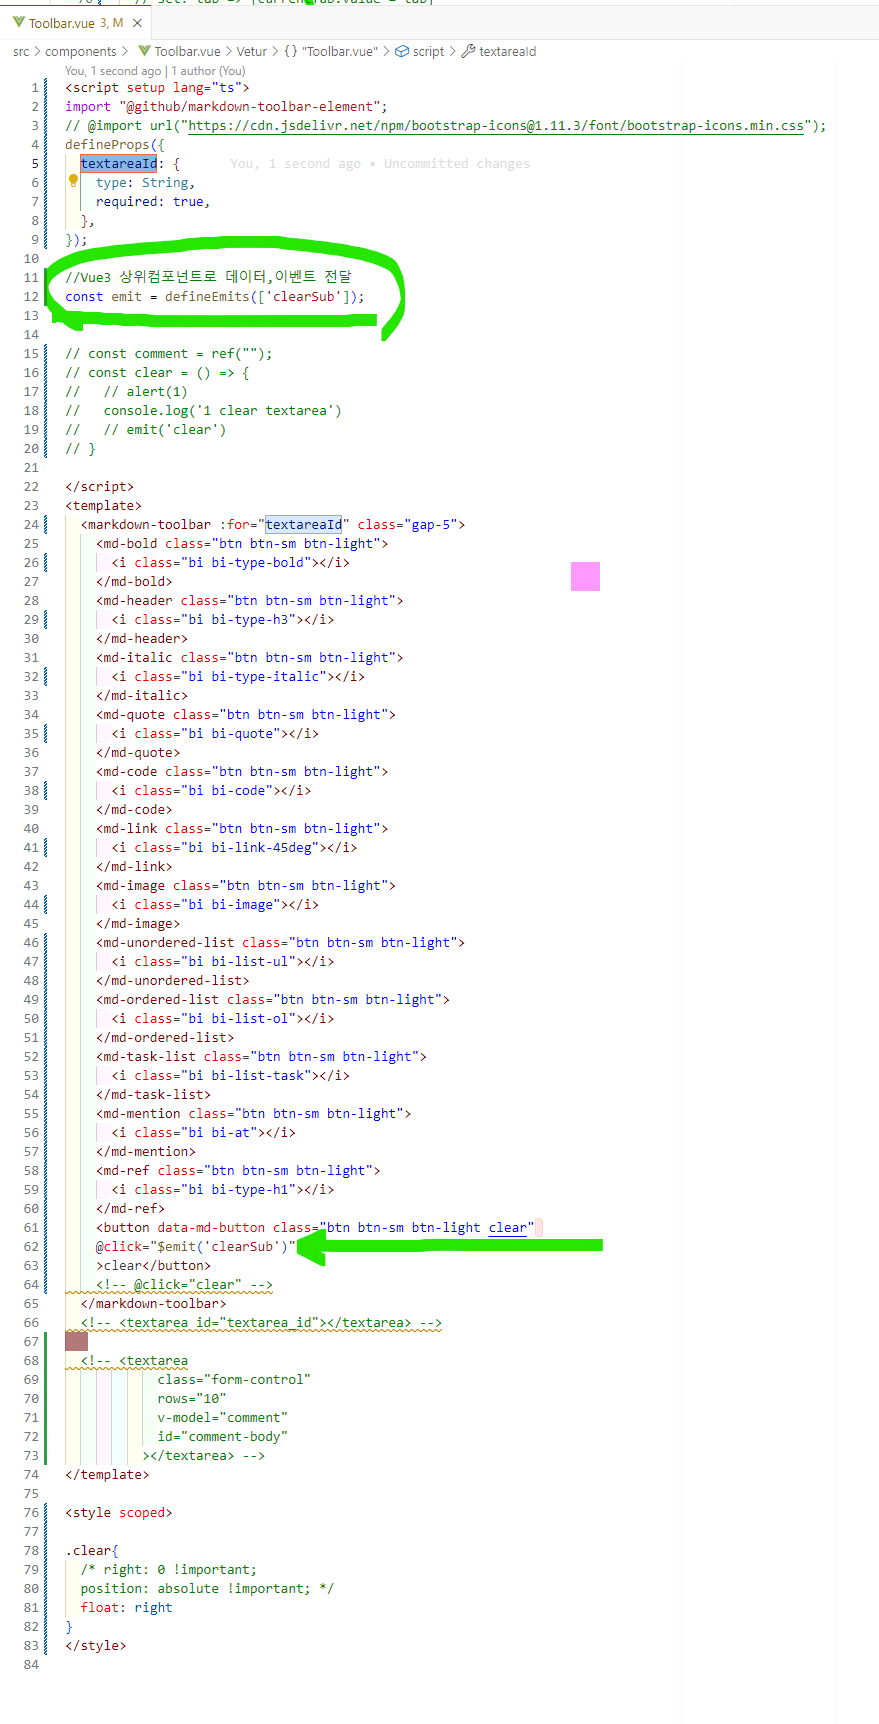 Toolbar.vue 3, M ×
src > components > Toolbar.vue > Vetur > {} "Toolbar.vue" > script > textareaId
You, 1 second ago | 1 author (You)
1 <script setup lang="ts">
2 import "@github/markdown-toolbar-element";
3 // @import url("https://cdn.jsdelivr.net/npm/bootstrap-icons@1.11.3/font/bootstrap-icons.min.css");
4 defineProps({
5   textareaId: { You, 1 second ago • Uncommitted changes
6     type: String,
7     required: true,
8   },
9 });
10
11 //Vue3 상위컴포넌트로 데이터,이벤트 전달
12 const emit = defineEmits(['clearSub']);
13
14
15 // const comment = ref("");
16 // const clear = () => {
17 //   // alert(1)
18 //   console.log('1 clear textarea')
19 //   // emit('clear')
20 // }
21
22 </script>
23 <template>
24   <markdown-toolbar :for="textareaId" class="gap-5">
25     <md-bold class="btn btn-sm btn-light">
26       <i class="bi bi-type-bold"></i>
27     </md-bold>
28     <md-header class="btn btn-sm btn-light">
29       <i class="bi bi-type-h3"></i>
30     </md-header>
31     <md-italic class="btn btn-sm btn-light">
32       <i class="bi bi-type-italic"></i>
33     </md-italic>
34     <md-quote class="btn btn-sm btn-light">
35       <i class="bi bi-quote"></i>
36     </md-quote>
37     <md-code class="btn btn-sm btn-light">
38       <i class="bi bi-code"></i>
39     </md-code>
40     <md-link class="btn btn-sm btn-light">
41       <i class="bi bi-link-45deg"></i>
42     </md-link>
43     <md-image class="btn btn-sm btn-light">
44       <i class="bi bi-image"></i>
45     </md-image>
46     <md-unordered-list class="btn btn-sm btn-light">
47       <i class="bi bi-list-ul"></i>
48     </md-unordered-list>
49     <md-ordered-list class="btn btn-sm btn-light">
50       <i class="bi bi-list-ol"></i>
51     </md-ordered-list>
52     <md-task-list class="btn btn-sm btn-light">
53       <i class="bi bi-list-task"></i>
54     </md-task-list>
55     <md-mention class="btn btn-sm btn-light">
56       <i class="bi bi-at"></i>
57     </md-mention>
58     <md-ref class="btn btn-sm btn-light">
59       <i class="bi bi-type-h1"></i>
60     </md-ref>
61     <button data-md-button class="btn btn-sm btn-light clear"
62     @click="$emit('clearSub')"
63     >clear</button>
64     <!-- @click="clear" -->
65   </markdown-toolbar>
66   <!-- <textarea id="textarea_id"></textarea> -->
67
68   <!-- <textarea
69             class="form-control"
70             rows="10"
71             v-model="comment"
72             id="comment-body"
73           ></textarea> -->
74 </template>
75
76 <style scoped>
77
78 .clear{
79   /* right: 0 !important;
80   position: absolute !important; */
81   float: right
82 }
83 </style>
84